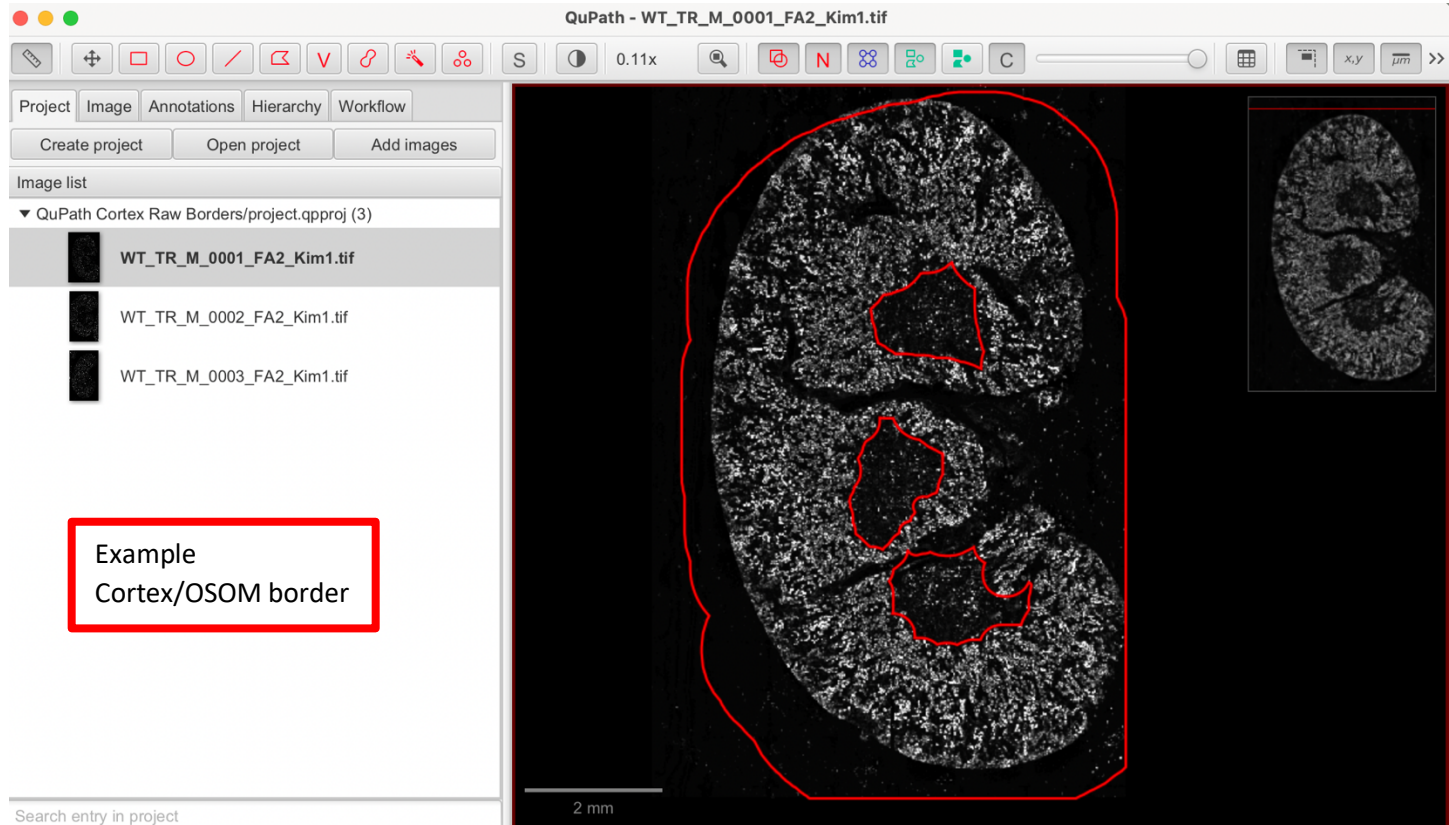 QuPath - WT_TR_M_0001_FA2_Kim1.tif
V
S
0.11x
N
C
x,y
µm
>>
Project
Image
Annotations
Hierarchy
Workflow
Create project
Open project
Add images
Image list
QuPath Cortex Raw Borders/project.qpproj (3)
WT_TR_M_0001_FA2_Kim1.tif
WT_TR_M_0002_FA2_Kim1.tif
WT_TR_M_0003_FA2_Kim1.tif
Example
Cortex/OSOM border
2 mm
Search entry in project